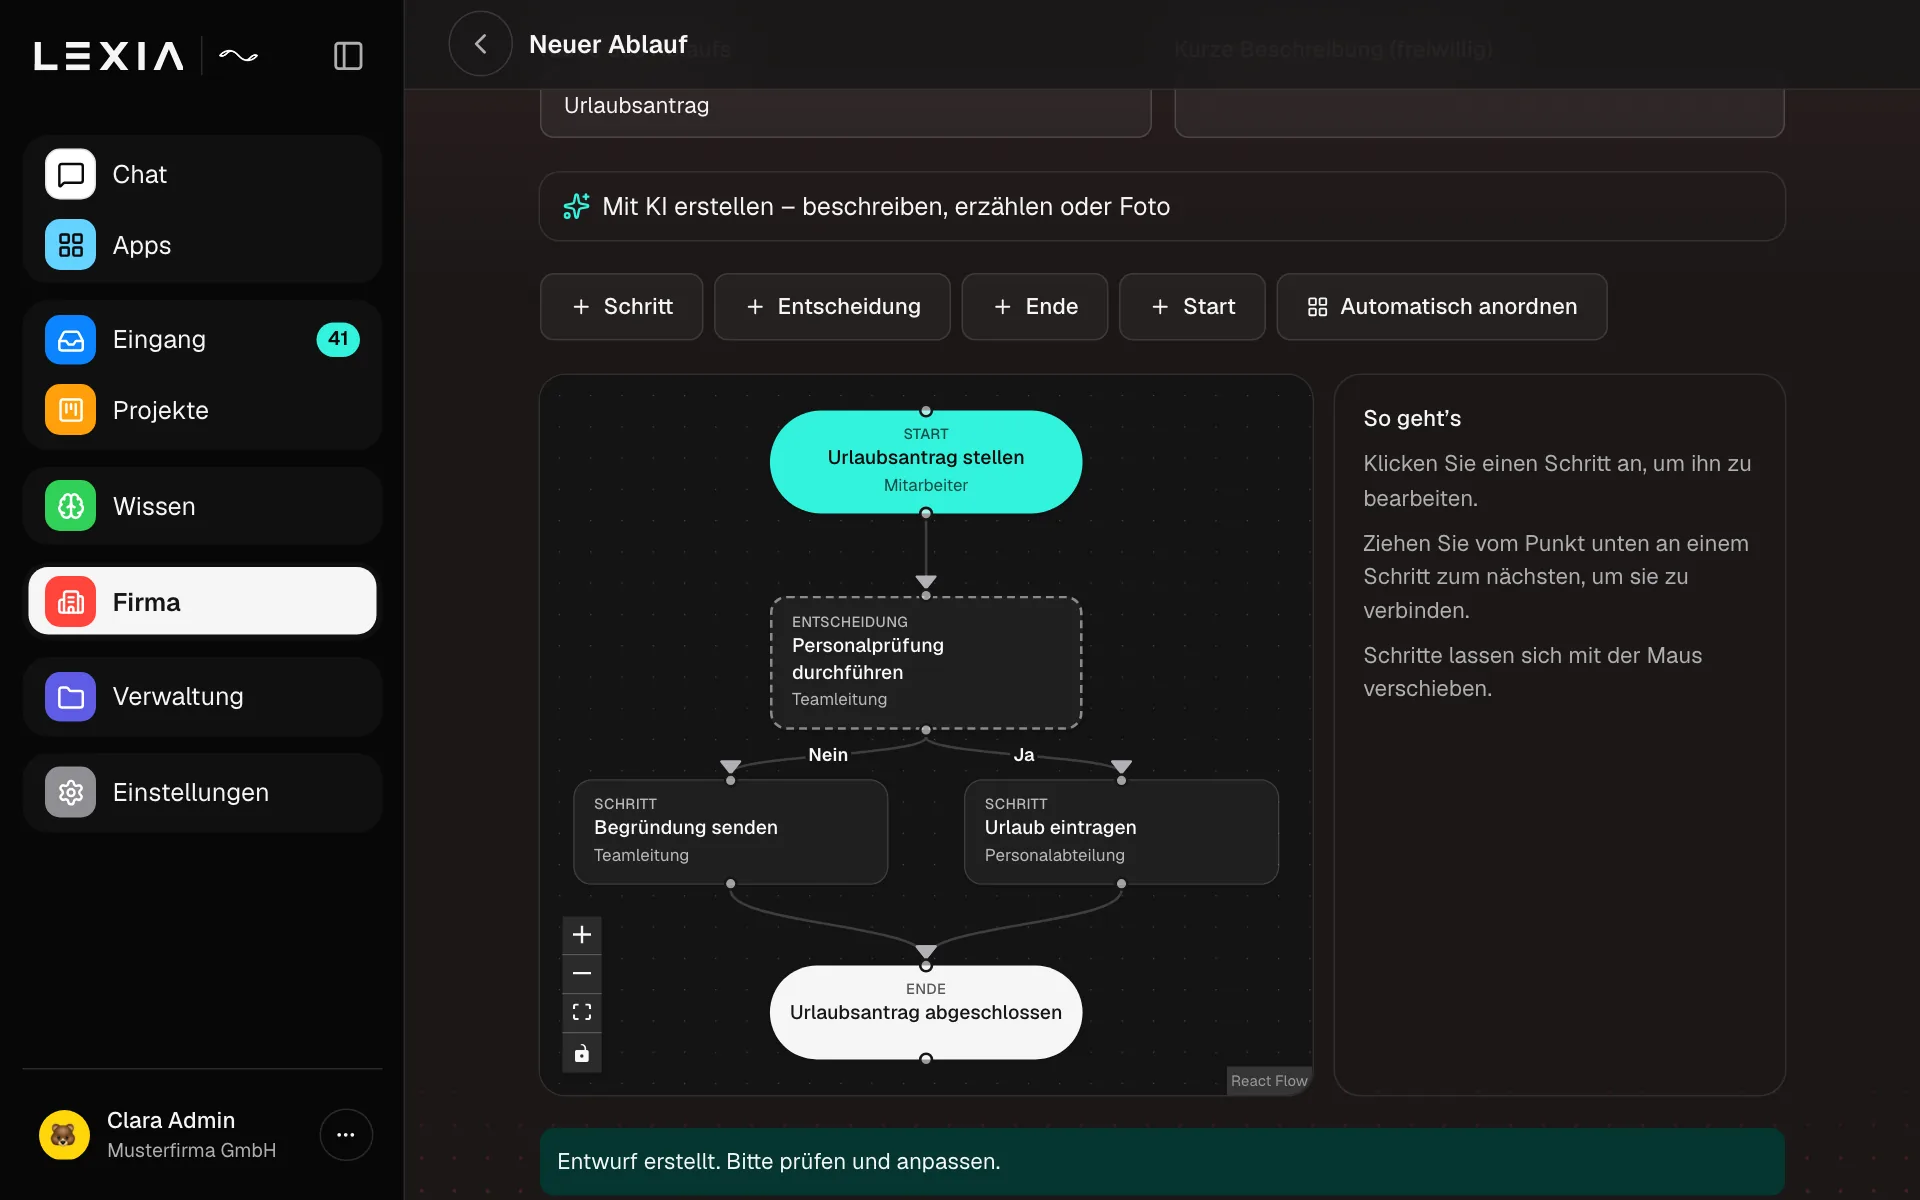 LEXIA
Neuer Ablauf
Kurze Beschreibung (freiwillig)
Urlaubsantrag
Chat
Apps
Eingang
41
Projekte
Wissen
Firma
Verwaltung
Einstellungen
Clara Admin
Musterfirma GmbH
Mit KI erstellen – beschreiben, erzählen oder Foto
Schritt
Entscheidung
Ende
Start
Automatisch anordnen
START
Urlaubsantrag stellen
Mitarbeiter
ENTSCHEIDUNG
Personalprüfung
durchführen
Teamleitung
Nein
Ja
SCHRITT
Begründung senden
Teamleitung
SCHRITT
Urlaub eintragen
Personalabteilung
ENDE
Urlaubsantrag abgeschlossen
React Flow
So geht’s
Klicken Sie einen Schritt an, um ihn zu
bearbeiten.
Ziehen Sie vom Punkt unten an einem
Schritt zum nächsten, um sie zu
verbinden.
Schritte lassen sich mit der Maus
verschieben.
Entwurf erstellt. Bitte prüfen und anpassen.